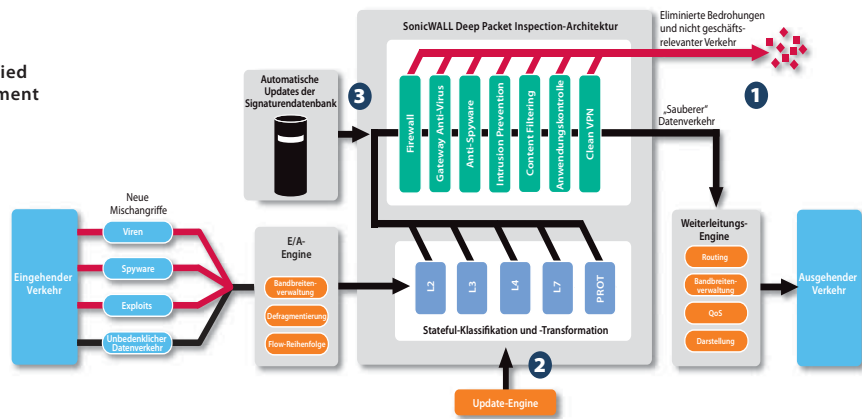 SonicWALL Deep Packet Inspection-Architektur
Eliminierte Bedrohungen
und nicht geschäfts-
relevanter Verkehr
ied
ment
Automatische
Updates der
Signaturendatenbank
3
1
Firewall
Gateway Anti-Virus
Anti-Spyware
Intrusion Prevention
Content Filtering
Anwendungskontrolle
Clean VPN
„Sauberer“
Datenverkehr
Neue
Mischangriffe
Eingehender
Verkehr
Viren
Spyware
Exploits
Unbedenklicher
Datenverkehr
E/A-
Engine
Bandbreiten-
verwaltung
Defragmentierung
Flow-Reihenfolge
L2
L3
L4
L7
PROT
Stateful-Klassifikation und -Transformation
Weiterleitungs-
Engine
Routing
Bandbreiten-
verwaltung
QoS
Darstellung
Ausgehender
Verkehr
2
Update-Engine